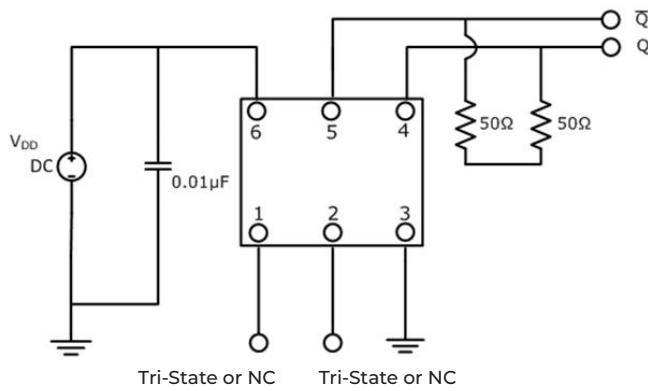 Q̅
Q
6 5 4
50Ω 50Ω
V_DD
DC
0.01µF
1 2 3
Tri-State or NC Tri-State or NC